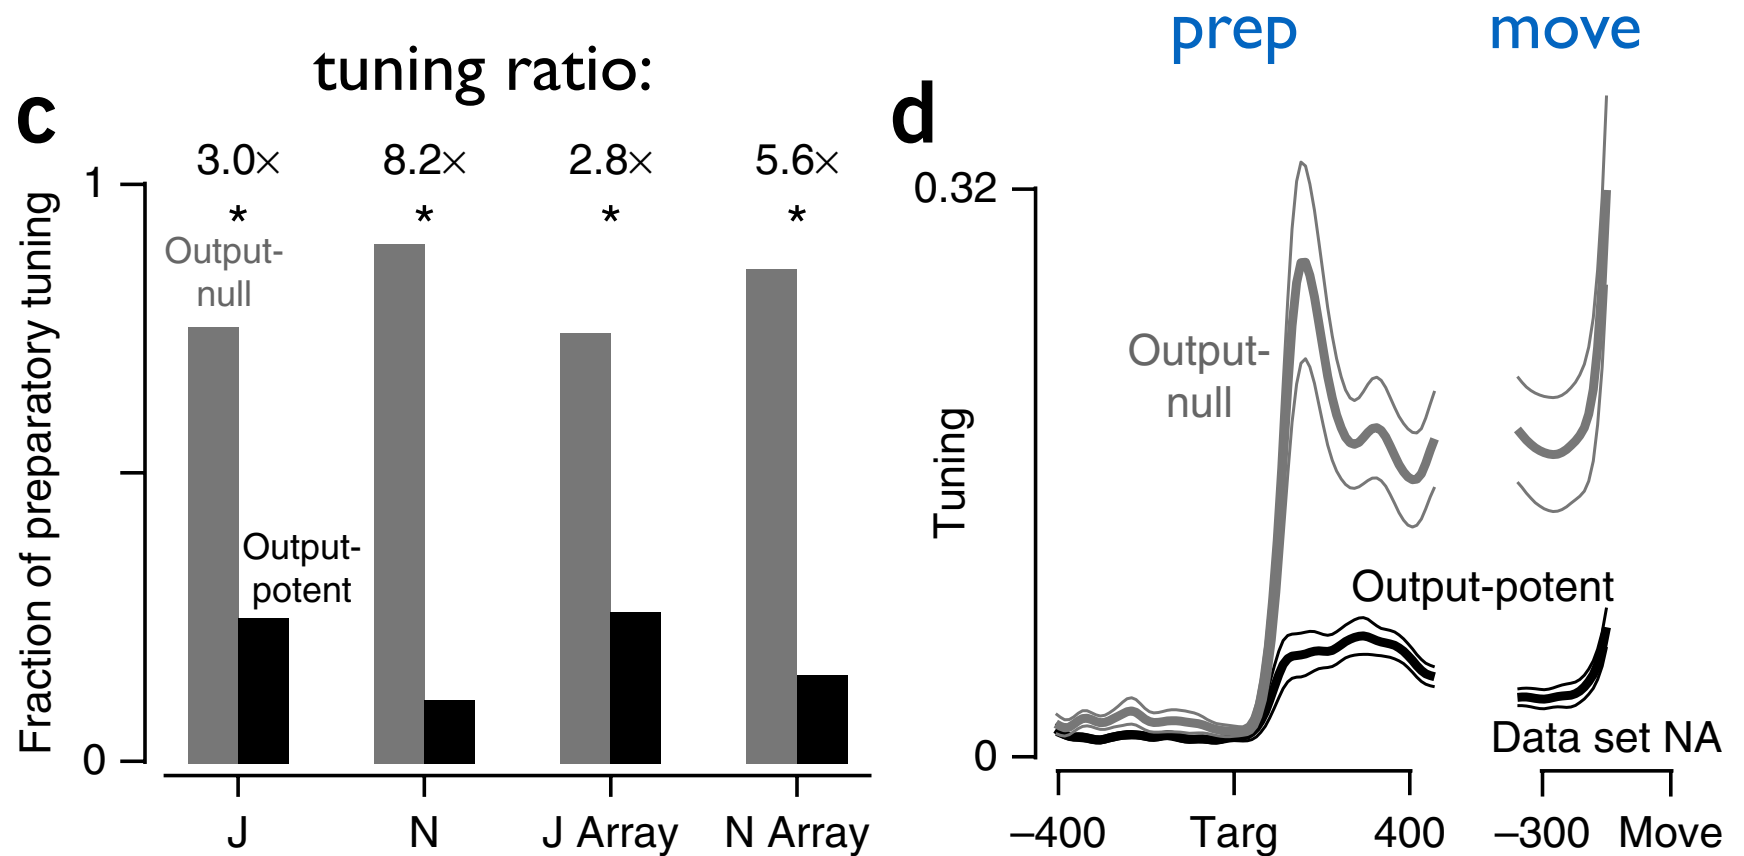 tuning ratio:
c
3.0× 8.2× 2.8× 5.6×
1
* * * *
Output-
null
Output-
potent
Fraction of preparatory tuning
0
J N J Array N Array
prep move
d
0.32
Output-
null
Tuning
Output-potent
Data set NA
0
–400 Targ 400 –300 Move